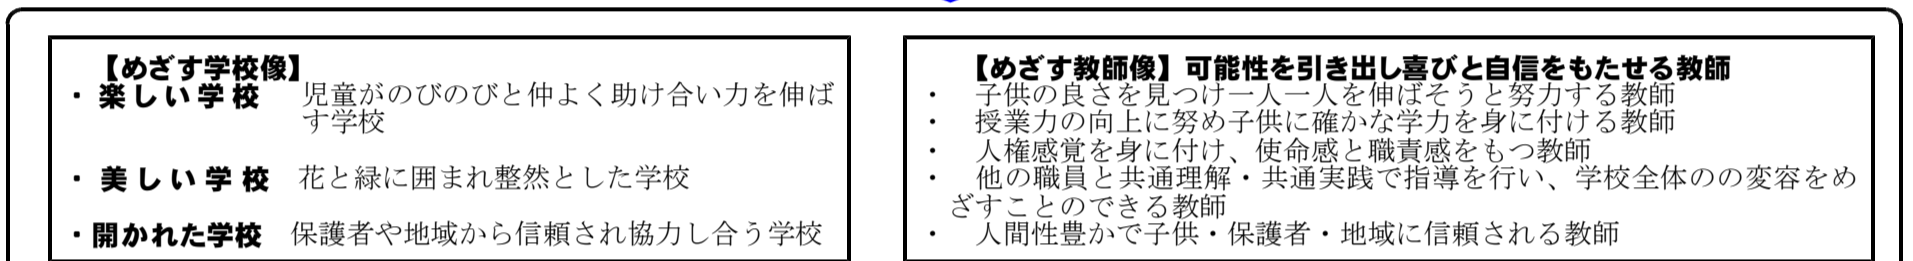 【めざす学校像】
・ 楽しい学校　児童がのびのびと仲よく助け合い力を伸ば
す学校
・ 美しい学校　花と緑に囲まれ整然とした学校
・ 開かれた学校　保護者や地域から信頼され協力し合う学校
【めざす教師像】可能性を引き出し喜びと自信をもたせる教師
・　子供の良さを見つけ一人一人を伸ばそうと努力する教師
・　授業力の向上に努め子供に確かな学力を身に付ける教師
・　人権感覚を身に付け、使命感と職責感をもつ教師
・　他の職員と共通理解・共通実践で指導を行い、学校全体のの変容をめ
ざすことのできる教師
・　人間性豊かで子供・保護者・地域に信頼される教師